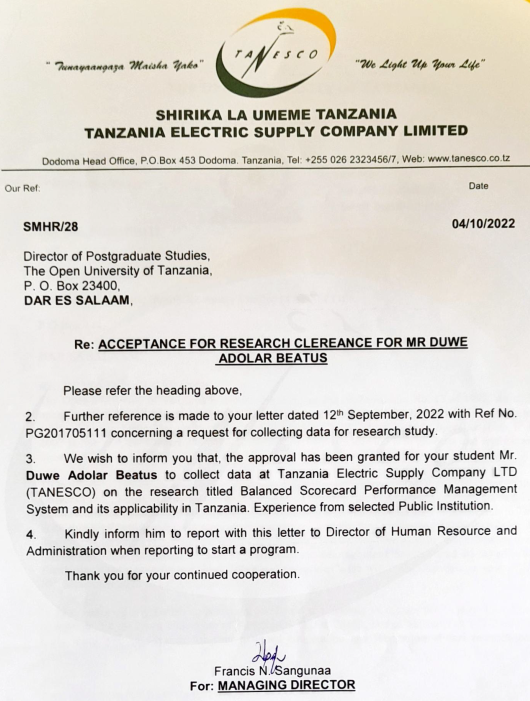 "Tunayaangaza Maisha Yako"
TANESCO
"We Light Up Your Life"
SHIRIKA LA UMEME TANZANIA
TANZANIA ELECTRIC SUPPLY COMPANY LIMITED
Dodoma Head Office, P.O.Box 453 Dodoma. Tanzania, Tel: +255 026 2323456/7, Web: www.tanesco.co.tz
Our Ref:
Date
SMHR/28
04/10/2022
Director of Postgraduate Studies,
The Open University of Tanzania,
P. O. Box 23400,
DAR ES SALAAM,
Re: ACCEPTANCE FOR RESEARCH CLEREANCE FOR MR DUWE
ADOLAR BEATUS
Please refer the heading above,
2. Further reference is made to your letter dated 12th September, 2022 with Ref No.
PG201705111 concerning a request for collecting data for research study.
3. We wish to inform you that, the approval has been granted for your student Mr.
Duwe Adolar Beatus to collect data at Tanzania Electric Supply Company LTD
(TANESCO) on the research titled Balanced Scorecard Performance Management
System and its applicability in Tanzania. Experience from selected Public Institution.
4. Kindly inform him to report with this letter to Director of Human Resource and
Administration when reporting to start a program.
Thank you for your continued cooperation.
Francis N. Sangunaa
For: MANAGING DIRECTOR